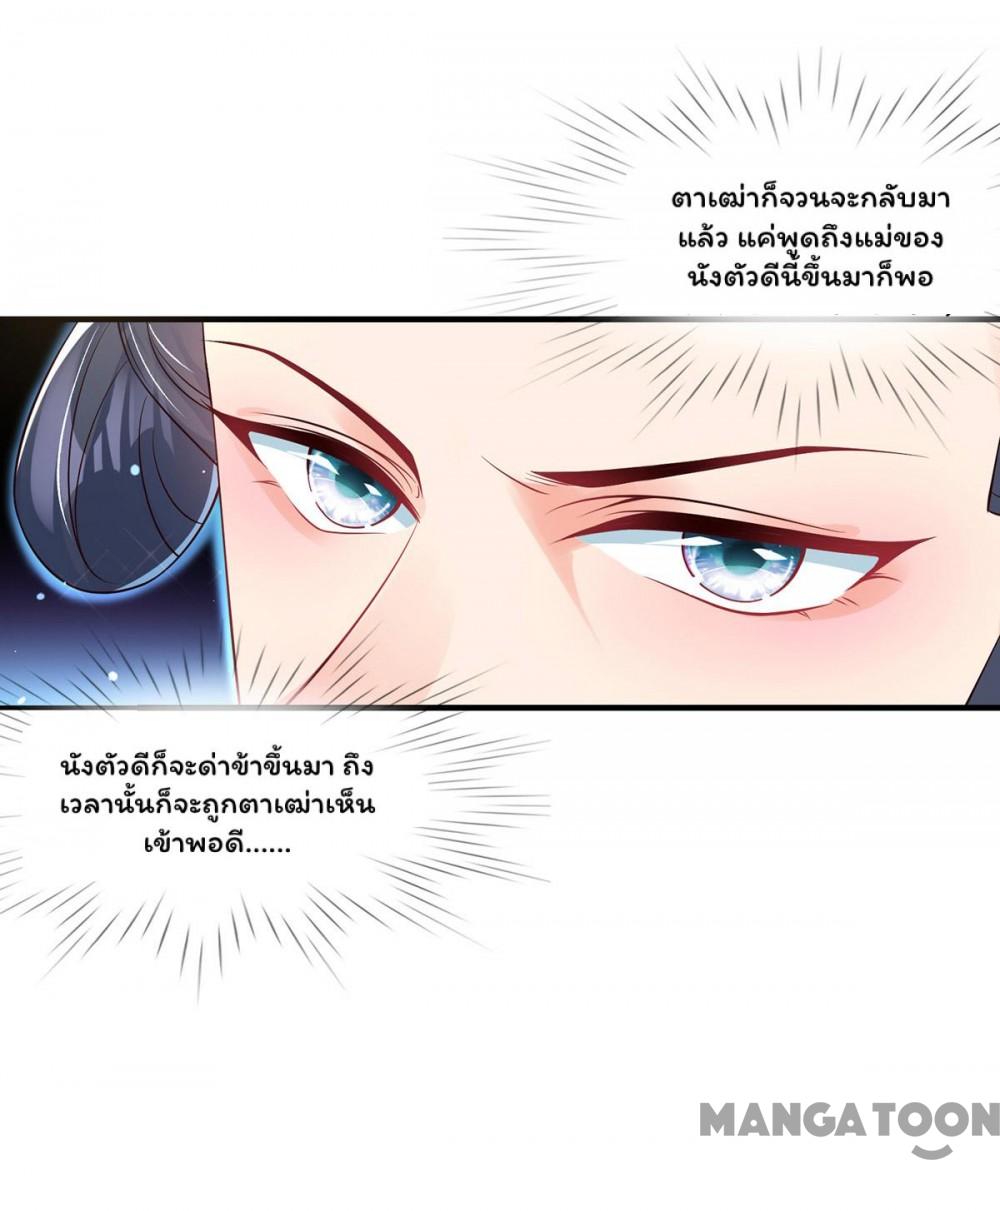 ตาเฒ่าก็จวนจะกลับมา
แล้ว แค่พูดถึงแม่ของ
นังตัวดีนี้ขึ้นมาก็พอ
นังตัวดีก็จะด่าข้าขึ้นมา ถึง
เวลานั้นก็จะถูกตาเฒ่าเห็น
เข้าพอดี......
MANGATOON